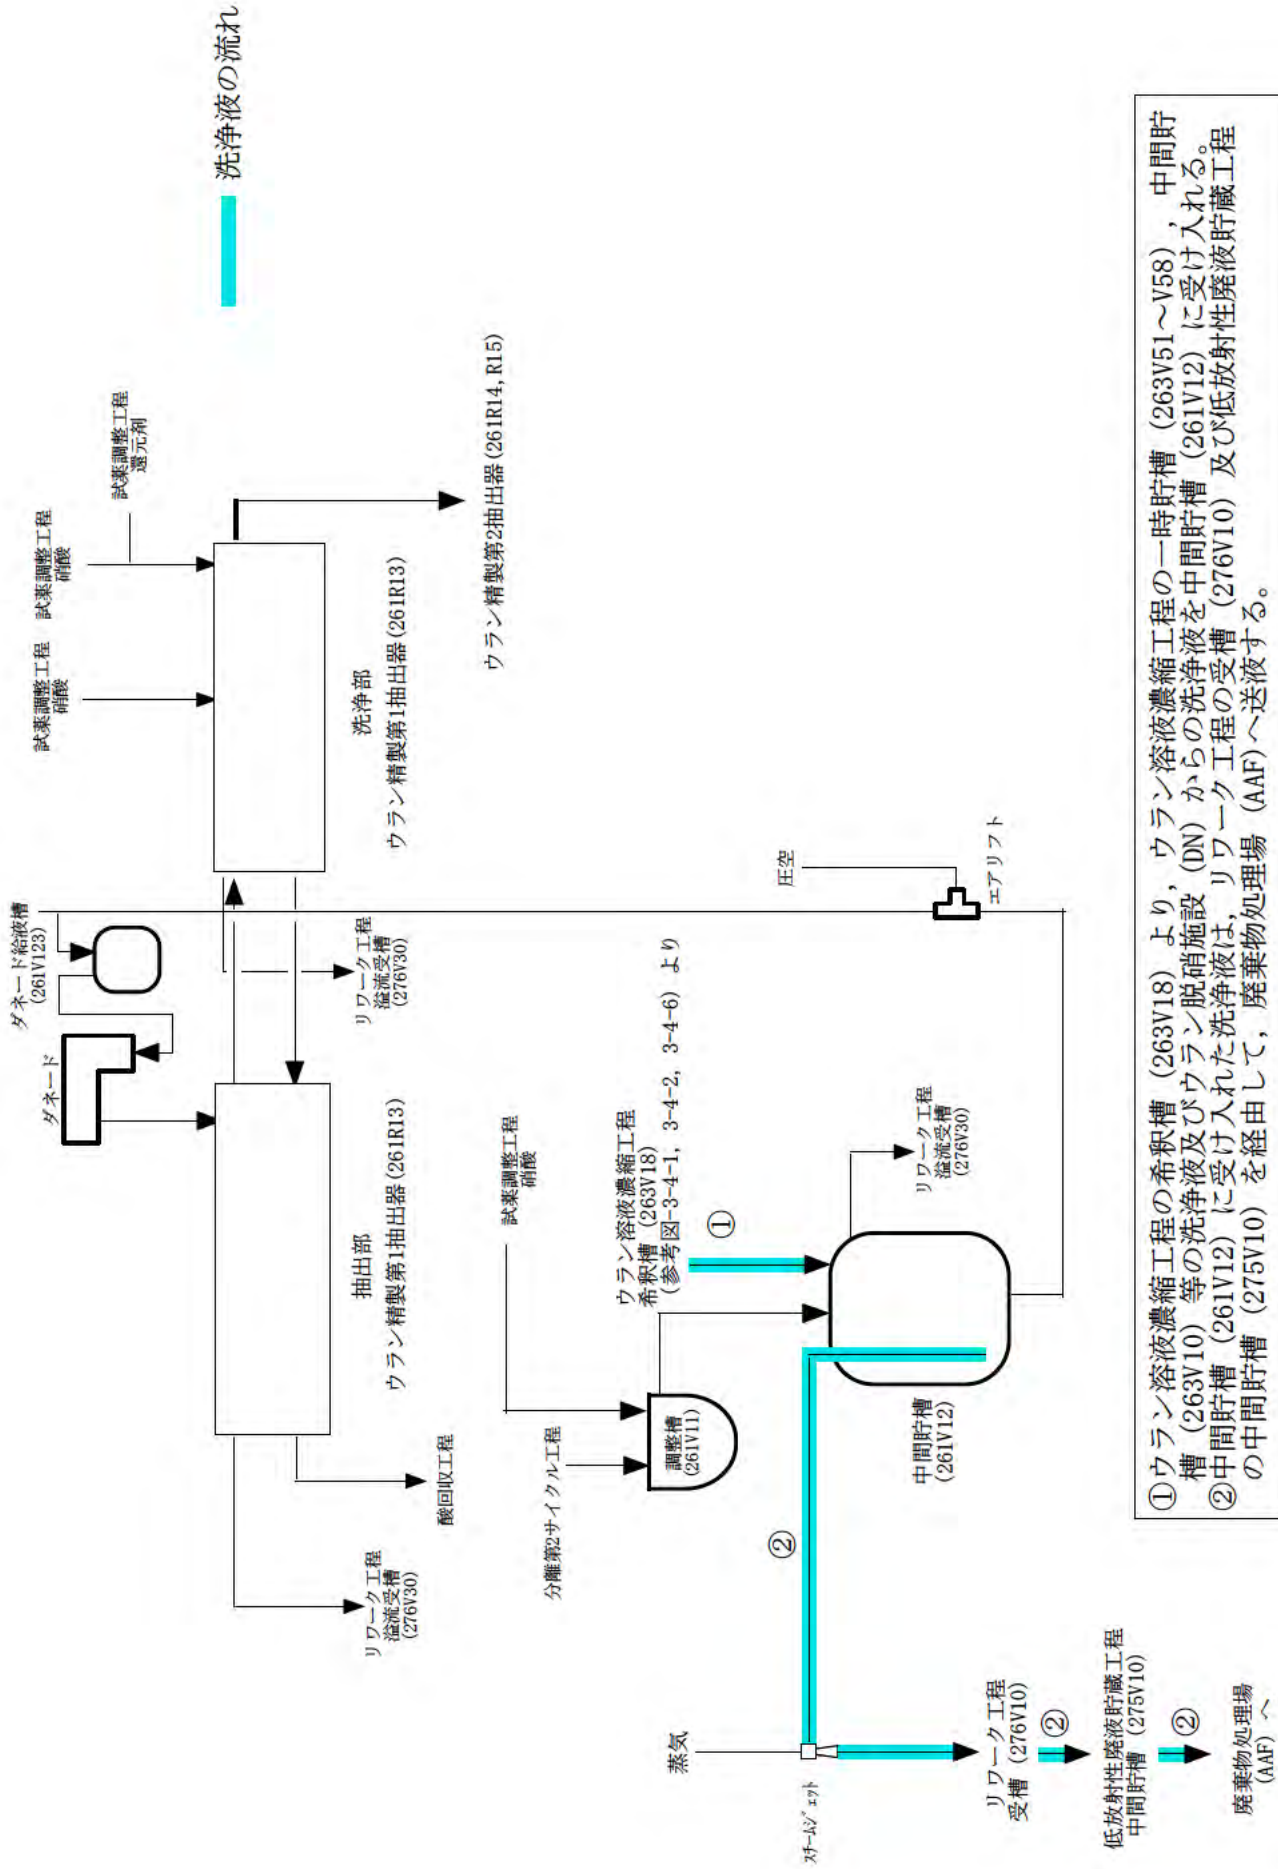 洗浄液の流れ
試薬調整工程
硝酸
試薬調整工程
硝酸
試薬調整工程
還元剤
ダネード給液槽
(261V123)
ダネード
洗浄部
ウラン精製第1抽出器(261R13)
ウラン精製第2抽出器(261R14, R15)
リワーク工程
溢流受槽
(276V30)
抽出部
ウラン精製第1抽出器(261R13)
酸回収工程
リワーク工程
溢流受槽
(276V30)
圧空
エアリフト
試薬調整工程
硝酸
分離第2サイクル工程
調整槽
(261V11)
ウラン溶液濃縮工程
希釈槽 (263V18)
(参考図-3-4-1, 3-4-2, 3-4-6) より
①
リワーク工程
溢流受槽
(276V30)
中間貯槽
(261V12)
②
蒸気
スチームジェット
リワーク工程
受槽 (276V10)
②
低放射性廃液貯蔵工程
中間貯槽 (275V10)
②
廃棄物処理場
(AAF) へ
①ウラン溶液濃縮工程の希釈槽 (263V18) より, ウラン溶液濃縮工程の一時貯槽 (263V51～V58), 中間貯
槽 (263V10) 等の洗浄液及びウラン脱硝施設 (DN) からの洗浄液を中間貯槽 (261V12) に受け入れる。
②中間貯槽 (261V12) に受け入れた洗浄液は, リワーク工程の受槽 (276V10) 及び低放射性廃液貯蔵工程
の中間貯槽 (275V10) を経由して, 廃棄物処理場 (AAF) へ送液する。